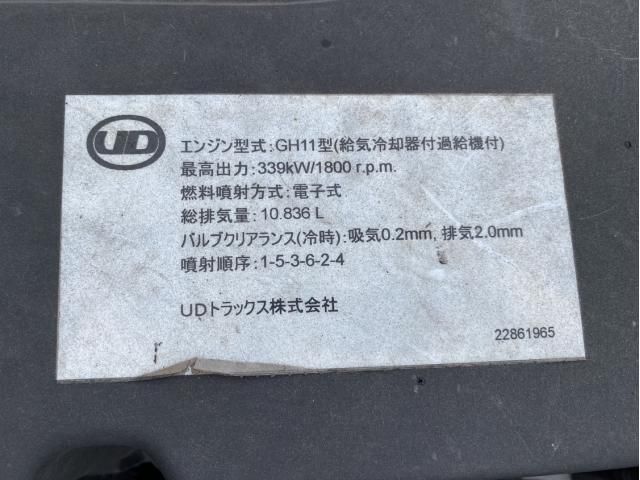 UD
エンジン型式:GH11型(給気冷却器付過給機付)
最高出力:339kW/1800 r.p.m.
燃料噴射方式:電子式
総排気量:10.836 L
バルブクリアランス(冷時):吸気0.2mm, 排気2.0mm
噴射順序:1-5-3-6-2-4
UDトラックス株式会社
22861965